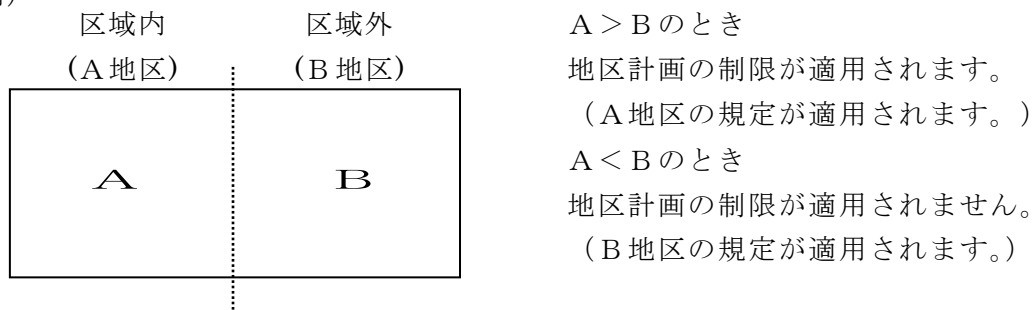 区域内 区域外
(A地区) (B地区)
A B
A>Bのとき
地区計画の制限が適用されます。
(A地区の規定が適用されます。)
A<Bのとき
地区計画の制限が適用されません。
(B地区の規定が適用されます。)